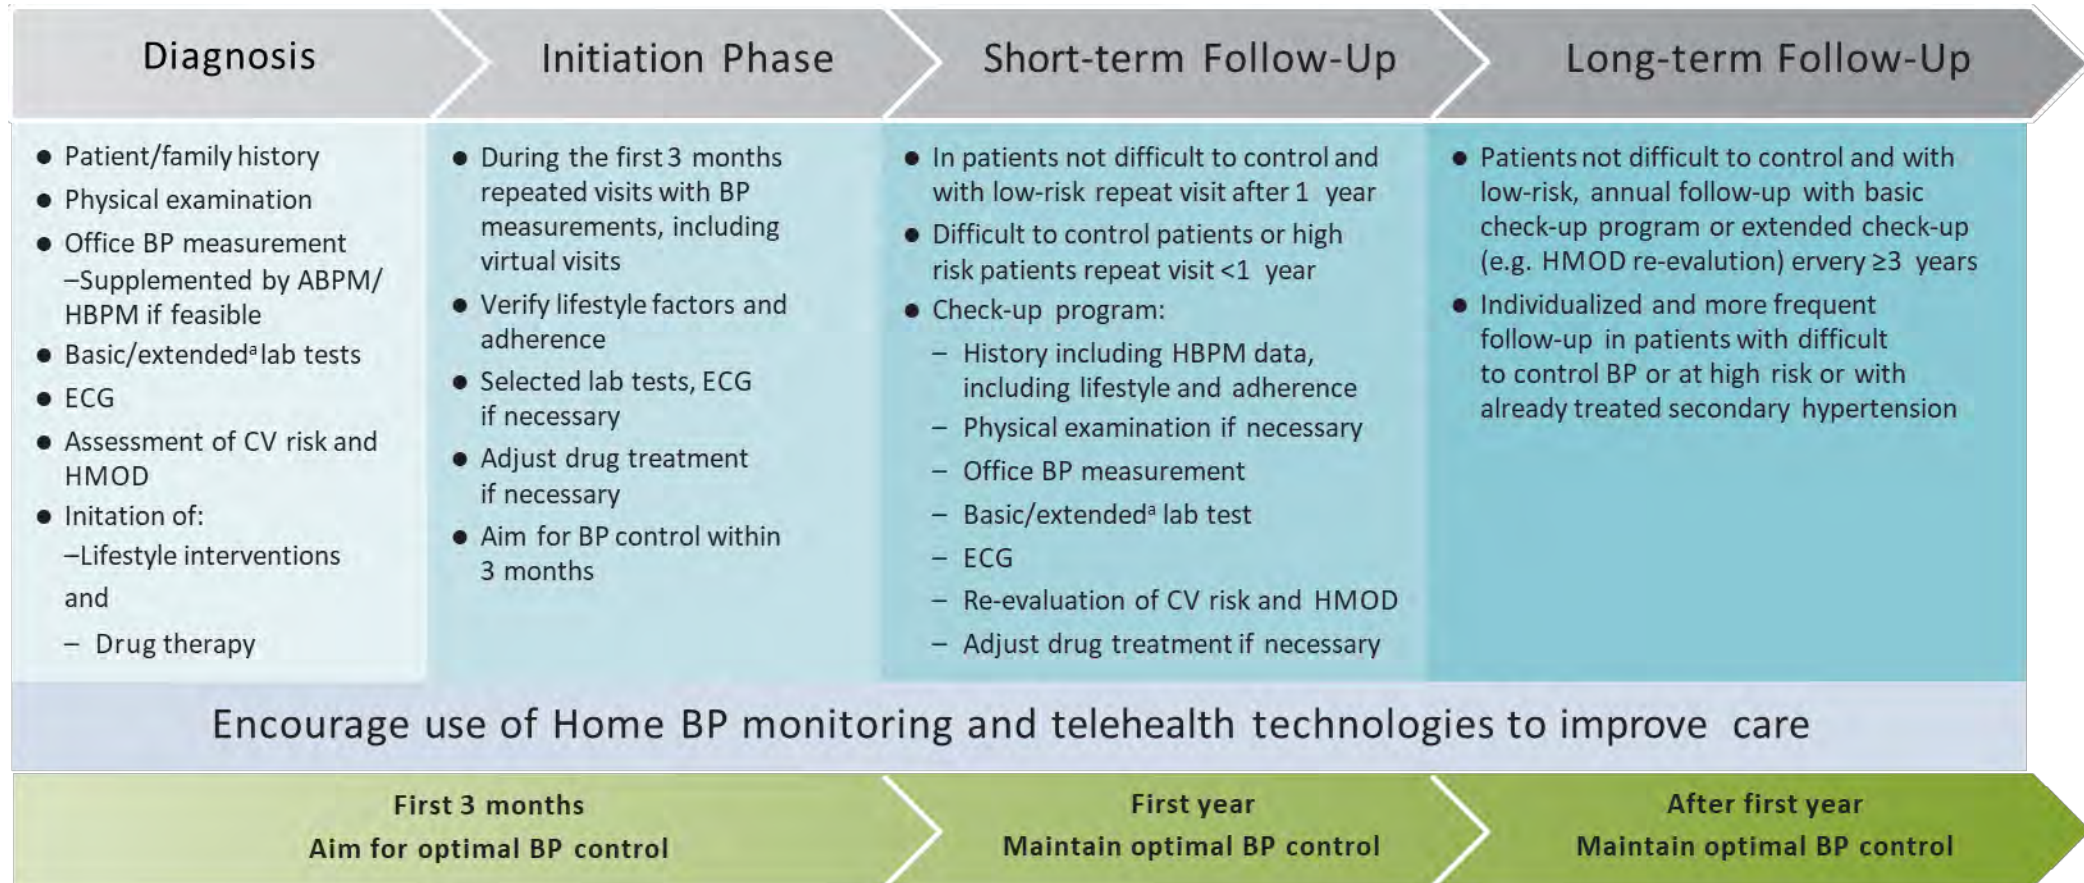 Diagnosis
Initiation Phase
Short-term Follow-Up
Long-term Follow-Up
● Patient/family history
● Physical examination
● Office BP measurement
–Supplemented by ABPM/
HBPM if feasible
● Basic/extendedᵃ lab tests
● ECG
● Assessment of CV risk and
HMOD
● Initation of:
–Lifestyle interventions
and
– Drug therapy
● During the first 3 months
repeated visits with BP
measurements, including
virtual visits
● Verify lifestyle factors and
adherence
● Selected lab tests, ECG
if necessary
● Adjust drug treatment
if necessary
● Aim for BP control within
3 months
● In patients not difficult to control and
with low-risk repeat visit after 1 year
● Difficult to control patients or high
risk patients repeat visit <1 year
● Check-up program:
– History including HBPM data,
including lifestyle and adherence
– Physical examination if necessary
– Office BP measurement
– Basic/extendedᵃ lab test
– ECG
– Re-evaluation of CV risk and HMOD
– Adjust drug treatment if necessary
● Patients not difficult to control and with
low-risk, annual follow-up with basic
check-up program or extended check-up
(e.g. HMOD re-evalution) ervery ≥3 years
● Individualized and more frequent
follow-up in patients with difficult
to control BP or at high risk or with
already treated secondary hypertension
Encourage use of Home BP monitoring and telehealth technologies to improve care
First 3 months
Aim for optimal BP control
First year
Maintain optimal BP control
After first year
Maintain optimal BP control